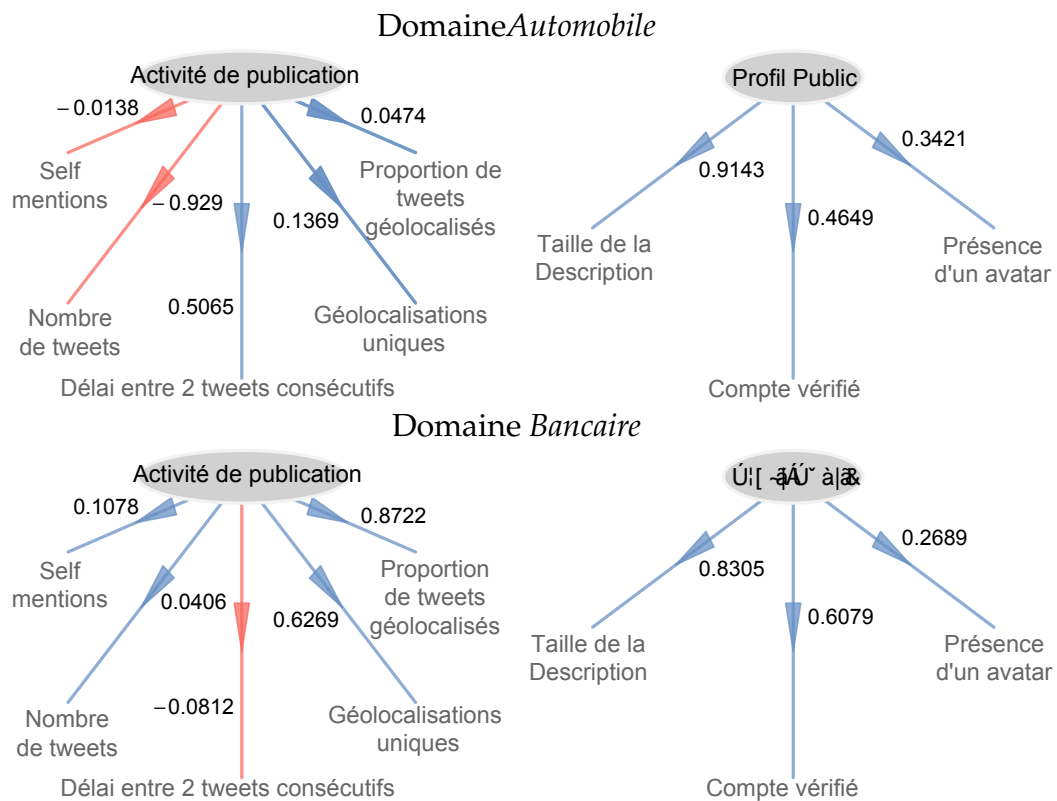 DomaineAutomobile
Activité de publication
−0.0138
0.0474
Self
mentions
Proportion de
tweets
géolocalisés
−0.929
0.1369
0.5065
Nombre
de tweets
Géolocalisations
uniques
Délai entre 2 tweets consécutifs
Profil Public
0.3421
0.9143
0.4649
Taille de la
Description
Présence
d'un avatar
Compte vérifié
Domaine Bancaire
Activité de publication
0.1078
0.8722
Self
mentions
Proportion
de tweets
géolocalisés
0.0406
0.6269
−0.0812
Nombre
de tweets
Géolocalisations
uniques
Délai entre 2 tweets consécutifs
0.2689
0.8305
0.6079
Taille de la
Description
Présence
d'un avatar
Compte vérifié